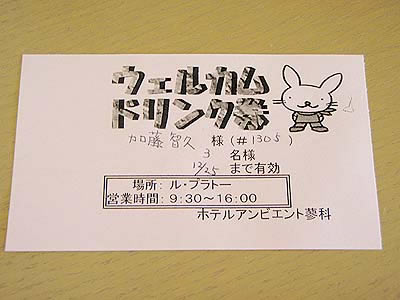 ウェルカム
ドリンク券
加藤智久 様 (#1305)
3 名様
12/25 まで有効
場所: ル・プラトー
営業時間: 9:30~16:00
ホテルアンビエント蓼科